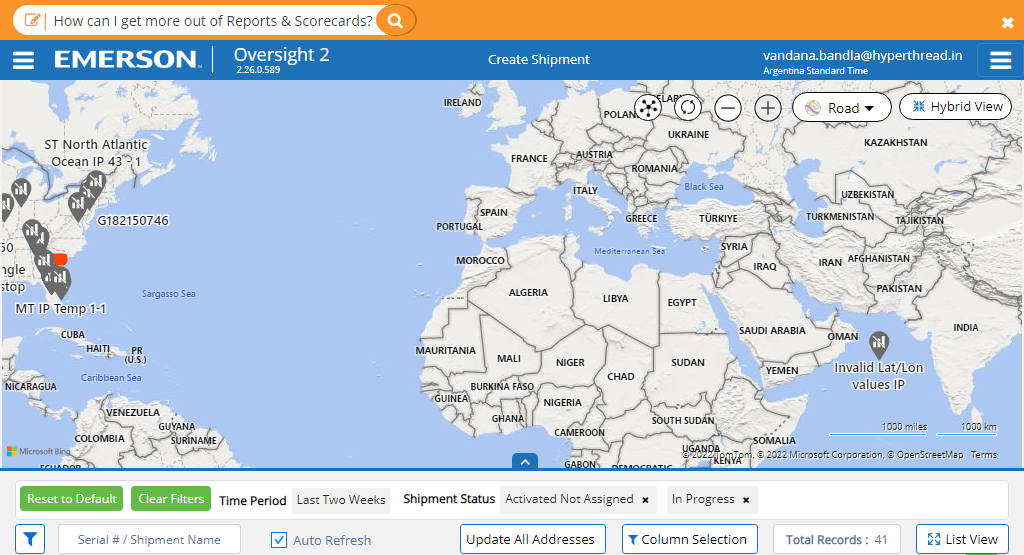 How can I get more out of Reports & Scorecards?
EMERSON
Oversight 2
2.26.0.589
Create Shipment
vandana.bandla@hyperthread.in
Argentina Standard Time
IRELAND
POLAN
ELAR
Road
Hybrid View
ST North Atlantic
Ocean IP 43 - 1
UKRAINE
KAZAKHSTAN
FRANCE
AUSTRIA
ROMANIA
ITALY
Black Sea
UZBEKISTAN
G182150746
SPAIN
PORTUGAL
GREECE
TÜRKIYE
TURKMENISTAN
TAJIKISTAN
50
Mediterranean Sea
SYRIA
MOROCCO
IRAQ
IRAN
AFGHANISTAN
ngle
stop
Sargasso Sea
ALGERIA
LIBYA
EGYPT
PAKISTAN
MT IP Temp 1-1
CUBA
HAITI
PR
(U.S.)
SAUDI ARABIA
OMAN
INDIA
MAURITANIA
MALI
NIGER
CHAD
SUDAN
YEMEN
Invalid Lat/Lon
values IP
NICARAGUA
Caribbean Sea
BURKINA FASO
GUINEA
NIGERIA
GHANA
VENEZUELA
GUYANA
SURINAME
COLOMBIA
CAMEROON
SOUTH SUDAN
SOMALIA
1000 miles
1000 km
UGANDA
KENYA
Microsoft Bing
© 2022 TomTom, © 2022 Microsoft Corporation, © OpenStreetMap Terms
ECUADOR
GABON
DEMOCRATIC
Reset to Default
Clear Filters
Time Period
Last Two Weeks
Shipment Status
Activated Not Assigned ×
In Progress ×
Serial # / Shipment Name
Auto Refresh
Update All Addresses
Column Selection
Total Records : 41
List View